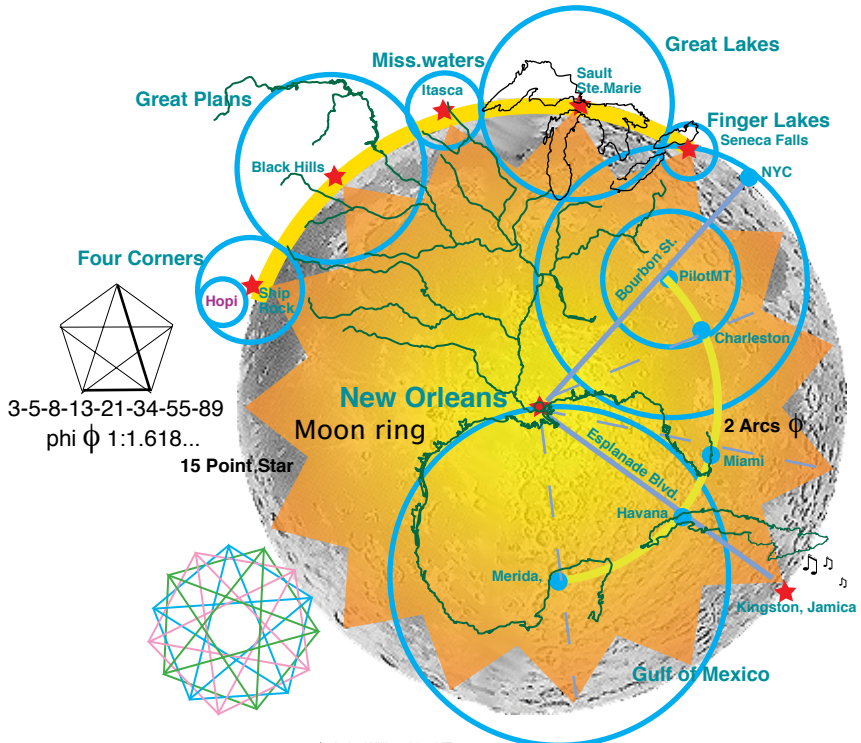 Great Lakes
Miss.waters
Itasca
Sault
Ste.Marie
Great Plains
Finger Lakes
Seneca Falls
Black Hills
NYC
Four Corners
Hopi
Ship
Rock
Bourbon St.
PilotMT
Charleston
3-5-8-13-21-34-55-89
phi ϕ 1:1.618...
New Orleans
Moon ring
15 Point Star
2 Arcs ϕ
Esplanade Blvd.
Miami
Havana
Merida,
Kingston, Jamica
Gulf of Mexico